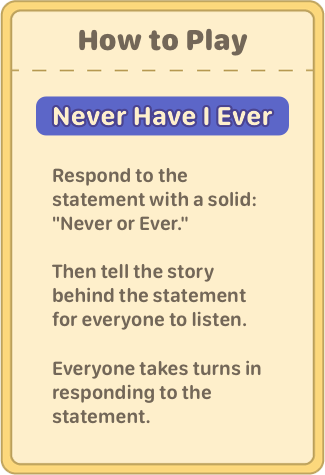 How to Play
Never Have I Ever
Respond to the
statement with a solid:
"Never or Ever."
Then tell the story
behind the statement
for everyone to listen.
Everyone takes turns in
responding to the
statement.